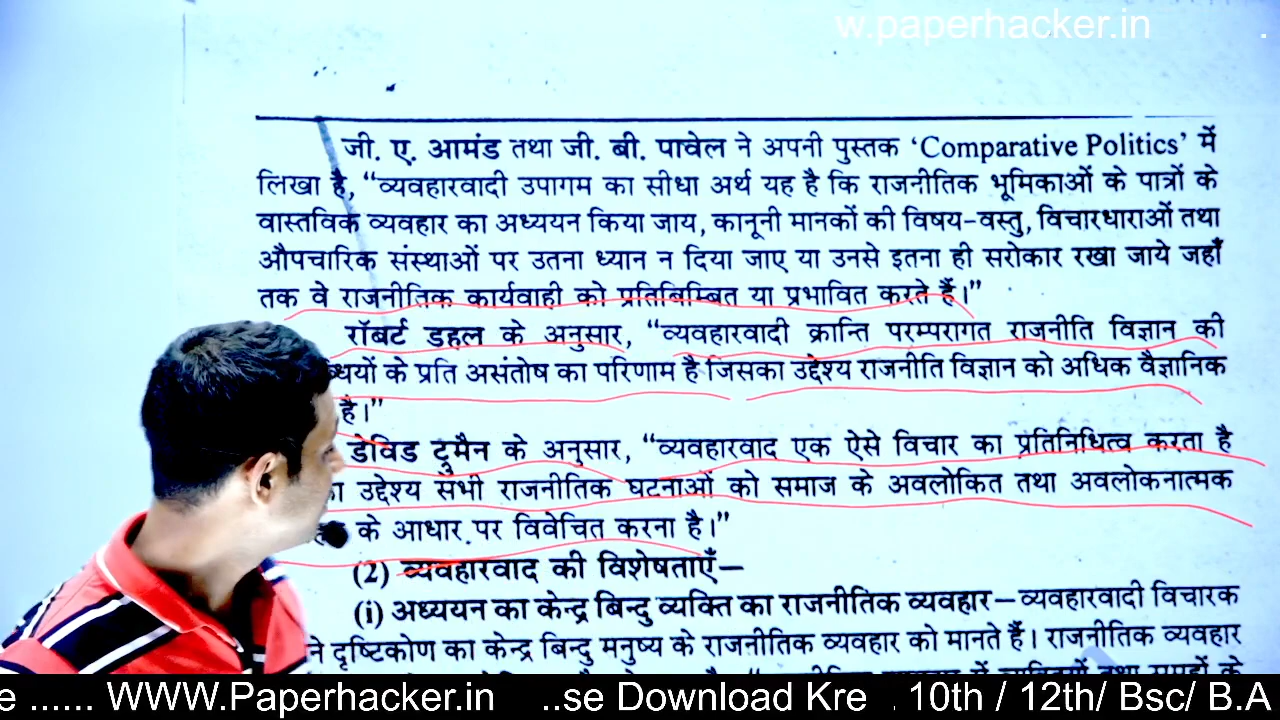 w.paperhacker.in .
जी. ए. आमंड तथा जी. बी. पावेल ने अपनी पुस्तक ‘Comparative Politics’ में
लिखा है, “व्यवहारवादी उपागम का सीधा अर्थ यह है कि राजनीतिक भूमिकाओं के पात्रों के
वास्तविक व्यवहार का अध्ययन किया जाय, कानूनी मानकों की विषय-वस्तु, विचारधाराओं तथा
औपचारिक संस्थाओं पर उतना ध्यान न दिया जाए या उनसे इतना ही सरोकार रखा जाये जहाँ
तक वे राजनीतिक कार्यवाही को प्रतिबिम्बित या प्रभावित करते हैं।”
रॉबर्ट डहल के अनुसार, “व्यवहारवादी क्रान्ति परम्परागत राजनीति विज्ञान की
के प्रति असंतोष का परिणाम है जिसका उद्देश्य राजनीति विज्ञान को अधिक वैज्ञानिक
है।”
डेविड ट्रुमैन के अनुसार, “व्यवहारवाद एक ऐसे विचार का प्रतिनिधित्व करता है
उद्देश्य सभी राजनीतिक घटनाओं को समाज के अवलोकित तथा अवलोकनात्मक
के आधार पर विवेचित करना है।”
(2) व्यवहारवाद की विशेषताएँ—
(i) अध्ययन का केन्द्र बिन्दु व्यक्ति का राजनीतिक व्यवहार—व्यवहारवादी विचारक
ने दृष्टिकोण का केन्द्र बिन्दु मनुष्य के राजनीतिक व्यवहार को मानते हैं। राजनीतिक व्यवहार
e ...... WWW.Paperhacker.in ...se Download Kre . 10th / 12th/ Bsc/ B.A